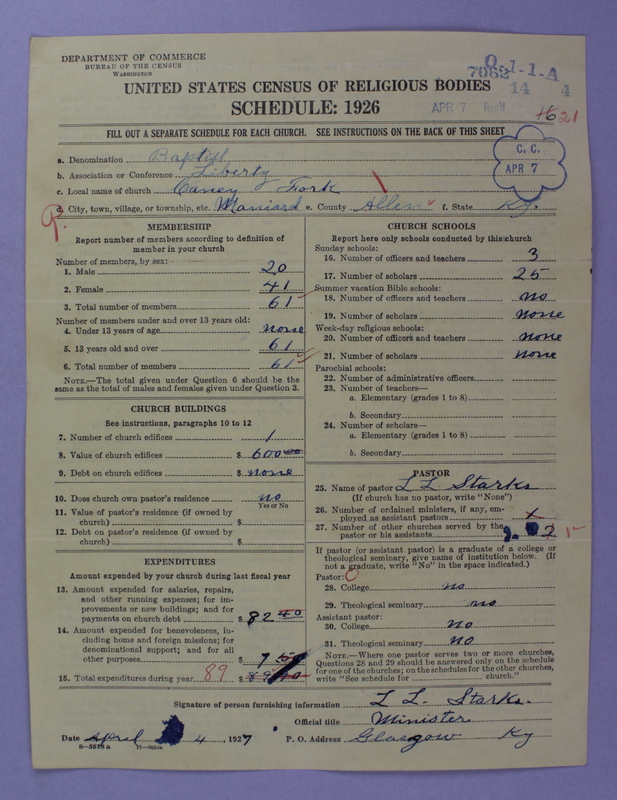 DEPARTMENT OF COMMERCE
BUREAU OF THE CENSUS
WASHINGTON
0-1-1-A
7062
14 4
UNITED STATES CENSUS OF RELIGIOUS BODIES
SCHEDULE: 1926
APR 7 Rec'd
FILL OUT A SEPARATE SCHEDULE FOR EACH CHURCH. SEE INSTRUCTIONS ON THE BACK OF THIS SHEET
C. C.
APR 7
a. Denomination Baptist
b. Association or Conference Liberty
c. Local name of church Caney Fork
d. City, town, village, or township, etc. Maniard e. County Allen f. State Ky.
MEMBERSHIP
Report number of members according to definition of member in your church
Number of members, by sex:
1. Male 20
2. Female 41
3. Total number of members 61
Number of members under and over 13 years old:
4. Under 13 years of age none
5. 13 years old and over 61
6. Total number of members 61
NOTE.—The total given under Question 6 should be the same as the total of males and females given under Question 3.
CHURCH BUILDINGS
See instructions, paragraphs 10 to 12
7. Number of church edifices 1
8. Value of church edifices $ 600 00
9. Debt on church edifices $ none
10. Does church own pastor's residence no
Yes or No
11. Value of pastor's residence (if owned by church) $
12. Debt on pastor's residence (if owned by church) $
EXPENDITURES
Amount expended by your church during last fiscal year
13. Amount expended for salaries, repairs, and other running expenses; for improvements or new buildings; and for payments on church debt $ 82 40
14. Amount expended for benevolences, including home and foreign missions; for denominational support; and for all other purposes $ 7
15. Total expenditures during year 89 $
CHURCH SCHOOLS
Report here only schools conducted by this church
Sunday schools:
16. Number of officers and teachers 3
17. Number of scholars 25
Summer vacation Bible schools:
18. Number of officers and teachers no
19. Number of scholars none
Week-day religious schools:
20. Number of officers and teachers none
21. Number of scholars none
Parochial schools:
22. Number of administrative officers
23. Number of teachers—
a. Elementary (grades 1 to 8)
b. Secondary
24. Number of scholars—
a. Elementary (grades 1 to 8)
b. Secondary
PASTOR
25. Name of pastor L L Starks
(If church has no pastor, write "None")
26. Number of ordained ministers, if any, employed as assistant pastors x
27. Number of other churches served by the pastor or his assistants
If pastor (or assistant pastor) is a graduate of a college or theological seminary, give name of institution below. (If not a graduate, write "No" in the space indicated.)
Pastor:
28. College no
29. Theological seminary no
Assistant pastor:
30. College no
31. Theological seminary no
NOTE.—Where one pastor serves two or more churches, Questions 28 and 29 should be answered only on the schedule for one of the churches; on the schedules for the other churches, write "See schedule for church."
Signature of person furnishing information L L. Starks.
Official title Minister
Date April 4, 1927 P. O. Address Glasgow Ky